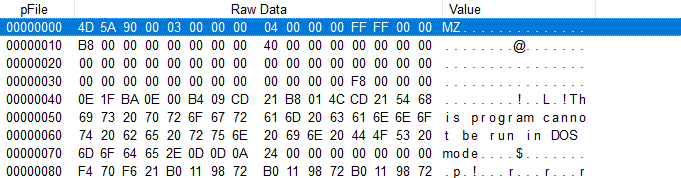 pFile Raw Data Value
00000000 4D 5A 90 00 03 00 00 00 04 00 00 00 FF FF 00 00 MZ..............
00000010 B8 00 00 00 00 00 00 00 40 00 00 00 00 00 00 00 ........@.......
00000020 00 00 00 00 00 00 00 00 00 00 00 00 00 00 00 00 ................
00000030 00 00 00 00 00 00 00 00 00 00 00 00 F8 00 00 00 ................
00000040 0E 1F BA 0E 00 B4 09 CD 21 B8 01 4C CD 21 54 68 ........!..L.!Th
00000050 69 73 20 70 72 6F 67 72 61 6D 20 63 61 6E 6E 6F is program canno
00000060 74 20 62 65 20 72 75 6E 20 69 6E 20 44 4F 53 20 t be run in DOS
00000070 6D 6F 64 65 2E 0D 0D 0A 24 00 00 00 00 00 00 00 mode....$.......
00000080 F4 70 F6 21 B0 11 98 72 B0 11 98 72 B0 11 98 72 .p.!...r...r...r